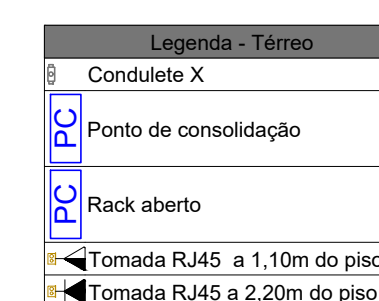 Legenda - Térreo
Condulete X
PC Ponto de consolidação
PC Rack aberto
Tomada RJ45 a 1,10m do piso
Tomada RJ45 a 2,20m do piso